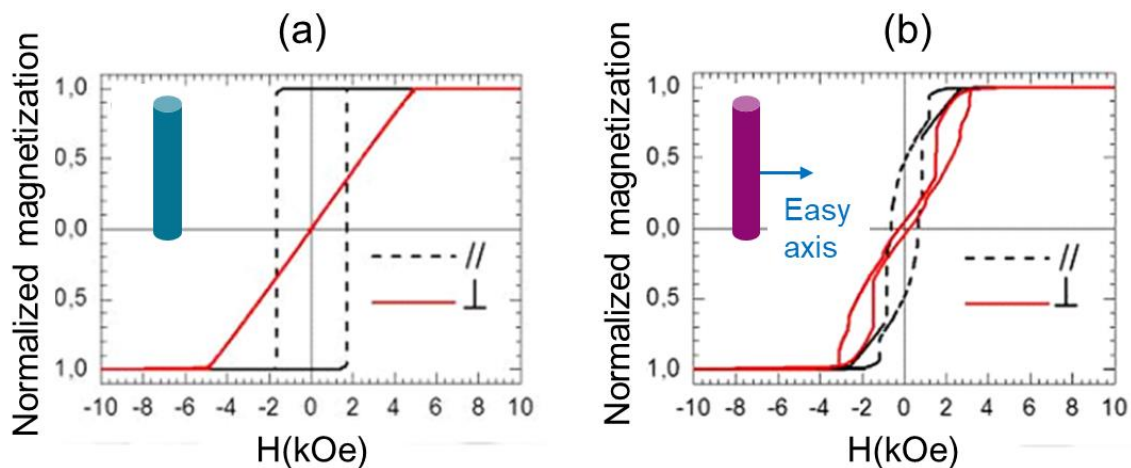 (a)
Normalized magnetization
1,0
0,5
0.0
0,5
1,0
//
⊥
-10 -8 -6 -4 -2 0 2 4 6 8 10
H(kOe)
(b)
Normalized magnetization
1,0
0,5
0.0
0,5
1,0
Easy
axis
//
⊥
-10 -8 -6 -4 -2 0 2 4 6 8 10
H(kOe)